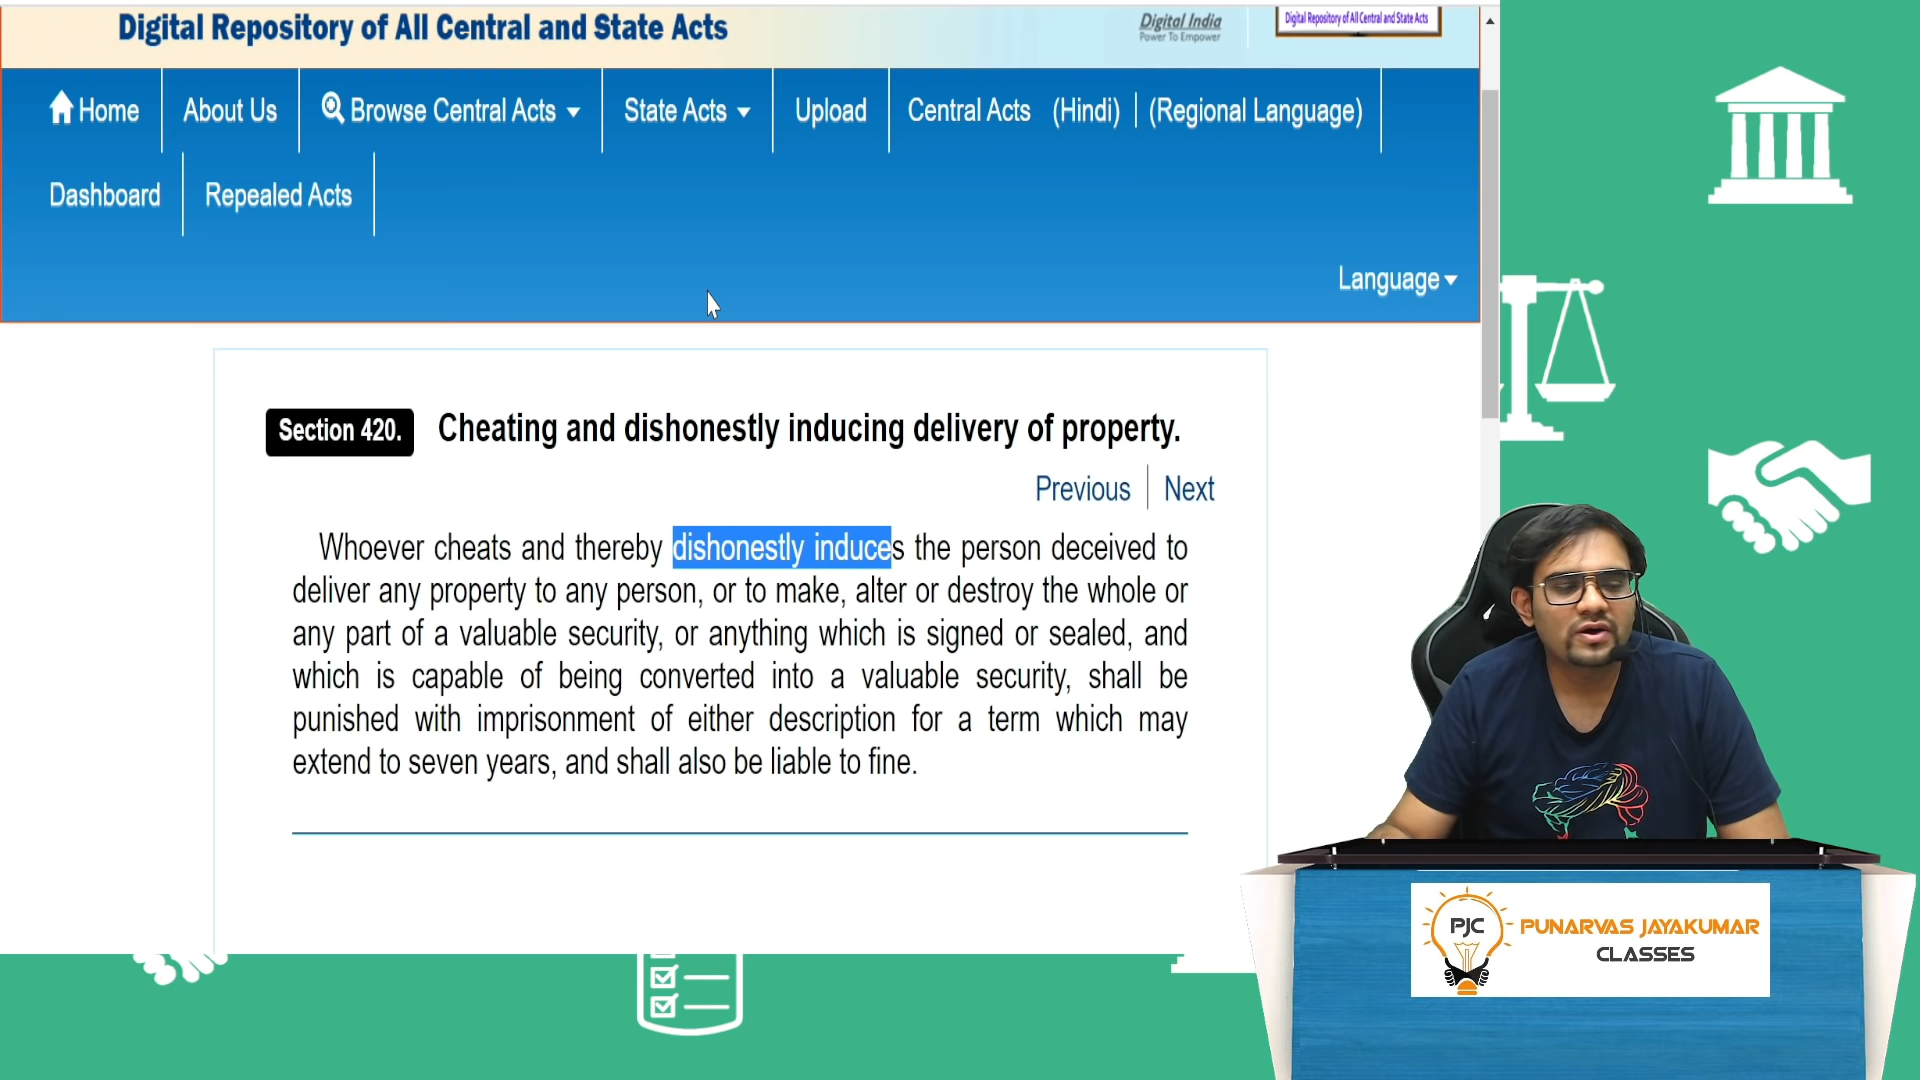 Digital Repository of All Central and State Acts
Digital India
Power To Empower
Digital Repository of All Central and State Acts
Home
About Us
Browse Central Acts
State Acts
Upload
Central Acts (Hindi) | (Regional Language)
Dashboard
Repealed Acts
Language
Section 420. Cheating and dishonestly inducing delivery of property.
Previous
Next
Whoever cheats and thereby dishonestly induces the person deceived to
deliver any property to any person, or to make, alter or destroy the whole or
any part of a valuable security, or anything which is signed or sealed, and
which is capable of being converted into a valuable security, shall be
punished with imprisonment of either description for a term which may
extend to seven years, and shall also be liable to fine.
PJC
PUNARVAS JAYAKUMAR
CLASSES